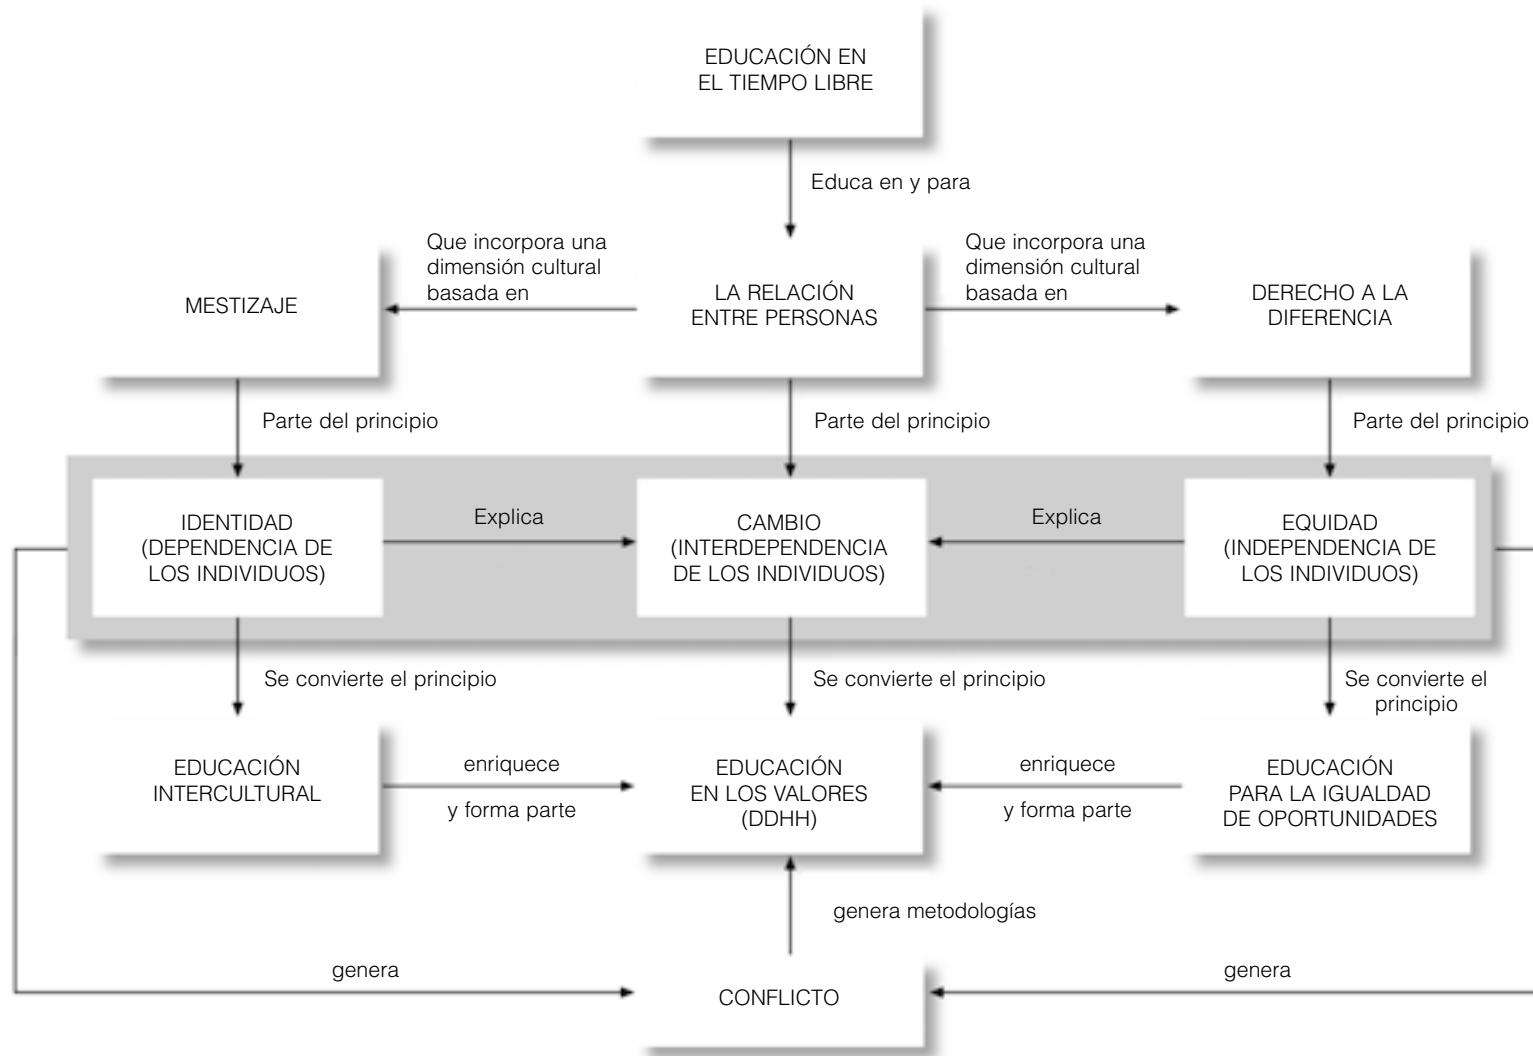 EDUCACIÓN EN
EL TIEMPO LIBRE
Educa en y para
Que incorpora una
dimensión cultural
basada en
Que incorpora una
dimensión cultural
basada en
MESTIZAJE
LA RELACIÓN
ENTRE PERSONAS
DERECHO A LA
DIFERENCIA
Parte del principio
Parte del principio
Parte del principio
IDENTIDAD
(DEPENDENCIA DE
LOS INDIVIDUOS)
Explica
CAMBIO
(INTERDEPENDENCIA
DE LOS INDIVIDUOS)
Explica
EQUIDAD
(INDEPENDENCIA DE
LOS INDIVIDUOS)
Se convierte el principio
Se convierte el principio
Se convierte el
principio
EDUCACIÓN
INTERCULTURAL
enriquece
y forma parte
EDUCACIÓN
EN LOS VALORES
(DDHH)
enriquece
y forma parte
EDUCACIÓN
PARA LA IGUALDAD
DE OPORTUNIDADES
genera metodologías
genera
CONFLICTO
genera